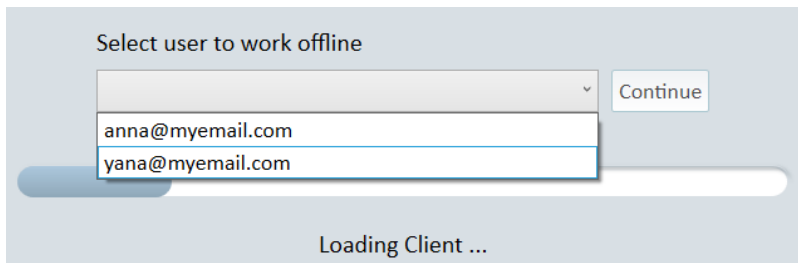 Select user to work offline
Continue
anna@myemail.com
yana@myemail.com
Loading Client ...